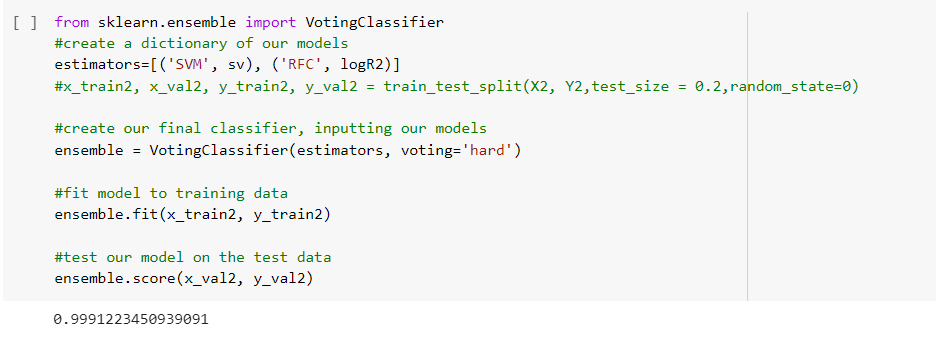 [ ] from sklearn.ensemble import VotingClassifier
#create a dictionary of our models
estimators=[('SVM', sv), ('RFC', logR2)]
#x_train2, x_val2, y_train2, y_val2 = train_test_split(X2, Y2,test_size = 0.2,random_state=0)
#create our final classifier, inputting our models
ensemble = VotingClassifier(estimators, voting='hard')
#fit model to training data
ensemble.fit(x_train2, y_train2)
#test our model on the test data
ensemble.score(x_val2, y_val2)
0.9991223450939091